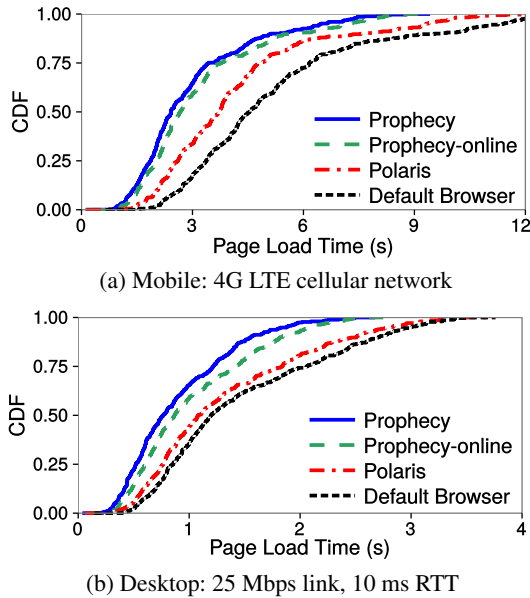 1.00
0.75
0.50
0.25
0.00
CDF
Prophecy
Prophecy-online
Polaris
Default Browser
0 3 6 9 12
Page Load Time (s)
(a) Mobile: 4G LTE cellular network
1.00
0.75
0.50
0.25
0.00
CDF
Prophecy
Prophecy-online
Polaris
Default Browser
0 1 2 3 4
Page Load Time (s)
(b) Desktop: 25 Mbps link, 10 ms RTT